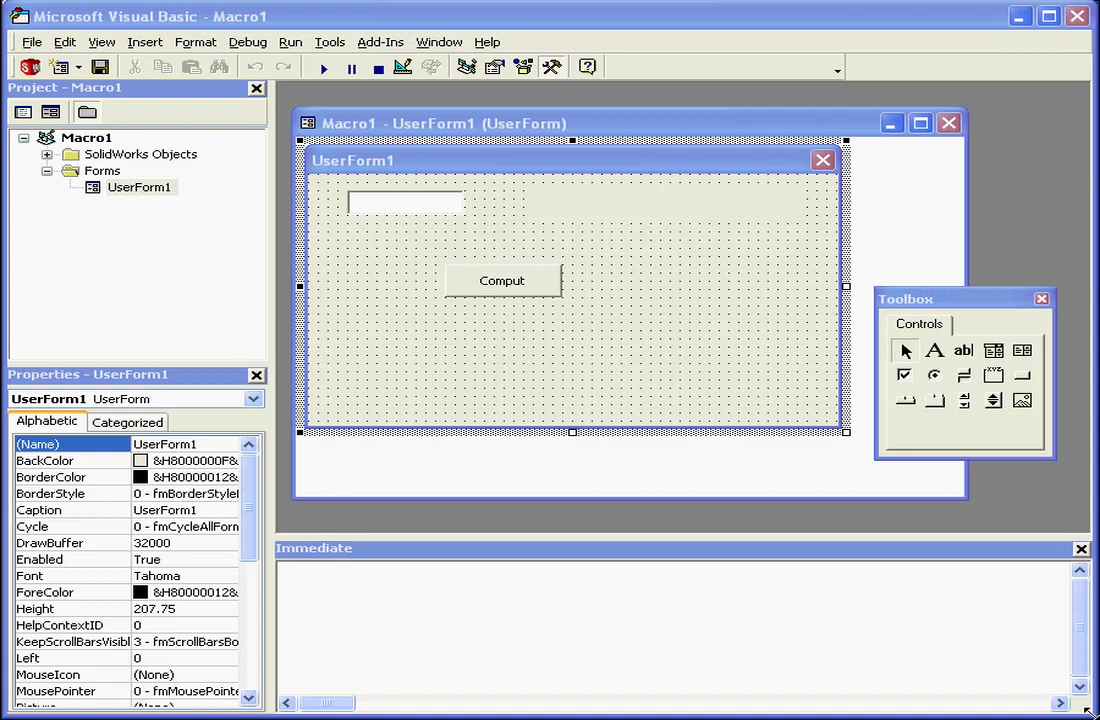 Microsoft Visual Basic - Macro1
File Edit View Insert Format Debug Run Tools Add-Ins Window Help
Project - Macro1
Macro1
SolidWorks Objects
Forms
UserForm1
Macro1 - UserForm1 (UserForm)
UserForm1
Comput
Toolbox
Controls
A abl
xyz
Properties - UserForm1
UserForm1 UserForm
Alphabetic Categorized
(Name) UserForm1
BackColor &H8000000F&
BorderColor &H80000012&
BorderStyle 0 - fmBorderStyle
Caption UserForm1
Cycle 0 - fmCycleAllForm
DrawBuffer 32000
Enabled True
Font Tahoma
ForeColor &H80000012&
Height 207.75
HelpContextID 0
KeepScrollBarsVisibl 3 - fmScrollBarsBo
Left 0
MouseIcon (None)
MousePointer 0 - fmMousePointe
Immediate